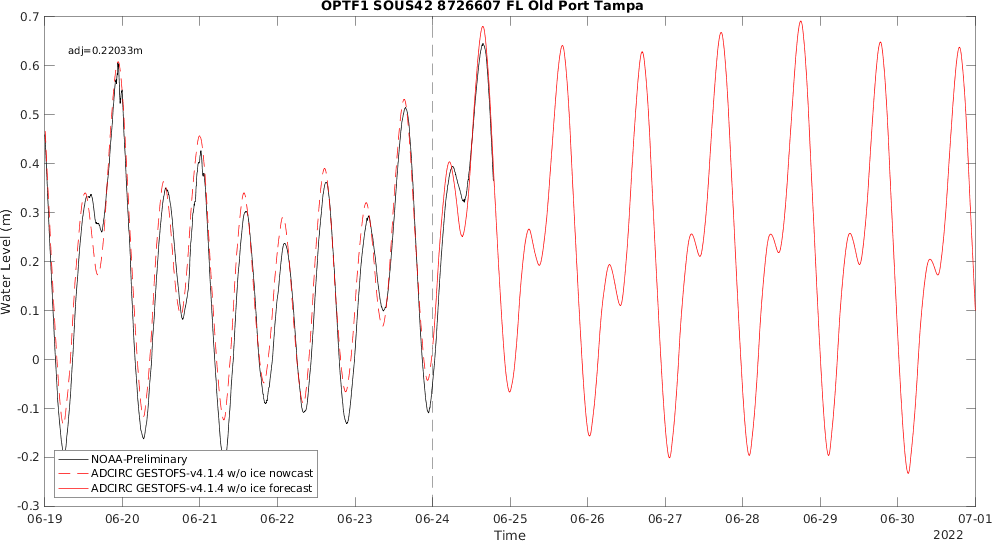 OPTF1 SOUS42 8726607 FL Old Port Tampa
adj=0.22033m
Water Level (m)
0.7
0.6
0.5
0.4
0.3
0.2
0.1
0
-0.1
-0.2
-0.3
NOAA-Preliminary
ADCIRC GESTOFS-v4.1.4 w/o ice nowcast
ADCIRC GESTOFS-v4.1.4 w/o ice forecast
06-19 06-20 06-21 06-22 06-23 06-24 06-25 06-26 06-27 06-28 06-29 06-30 07-01
Time
2022